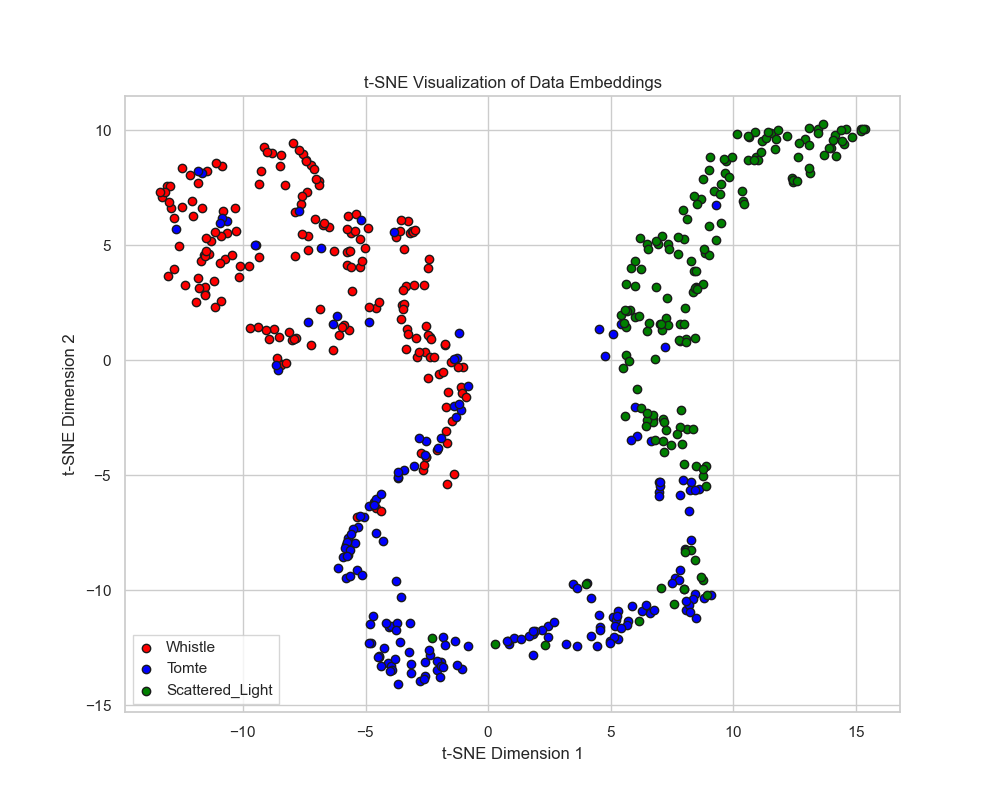 t-SNE Visualization of Data Embeddings
10
5
0
−5
−10
−15
t-SNE Dimension 2
Whistle
Tomte
Scattered_Light
−10 −5 0 5 10 15
t-SNE Dimension 1